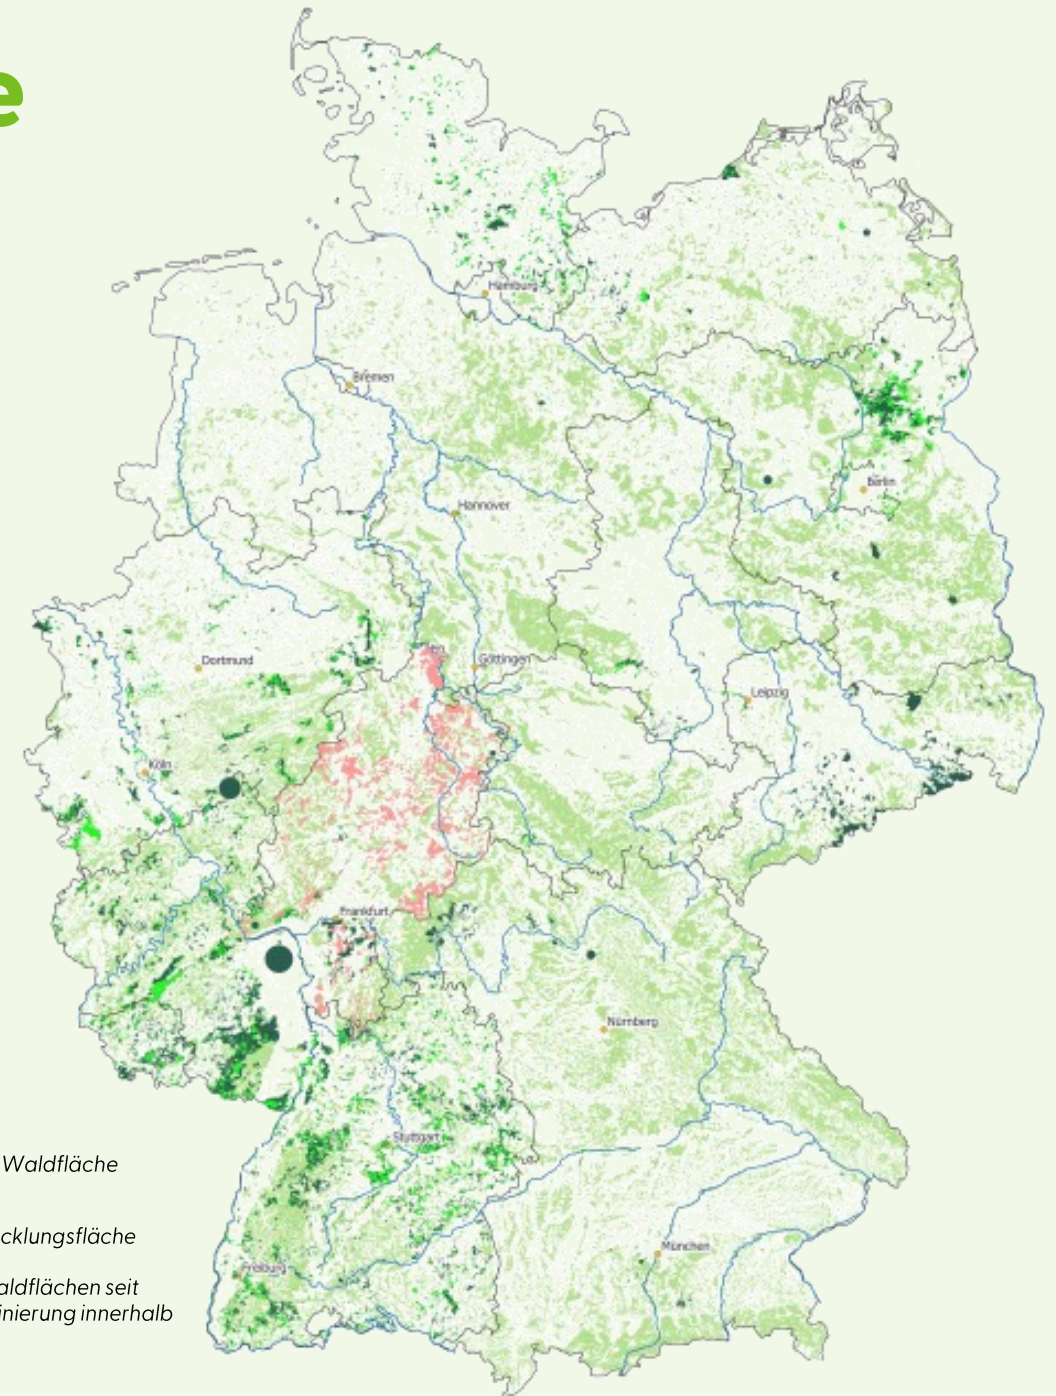 e
Hamburg
Bremen
Berlin
Hannover
Dortmund
Göttingen
Leipzig
Köln
Frankfurt
Nürnberg
Stuttgart
Waldfläche
cklungsfläche
München
Freiburg
aldflächen seit
inierung innerhalb